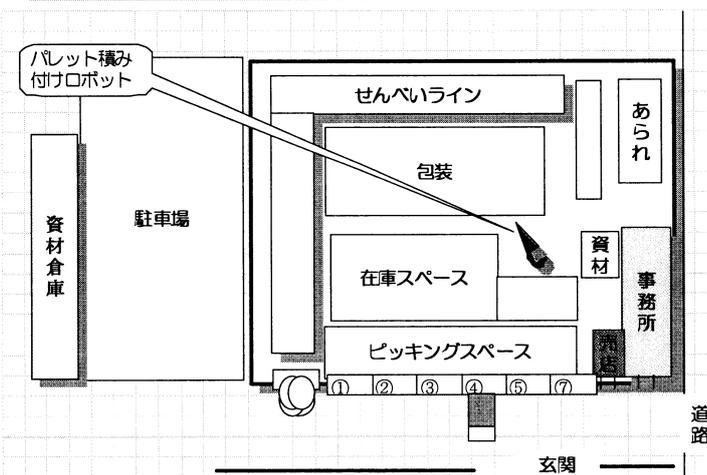 パレット積み
付けロボット
せんべいライン
あられ
包装
資材倉庫
駐車場
資材
在庫スペース
事務所
売店
ピッキングスペース
① ② ③ ④ ⑤ ⑦
道路
玄関